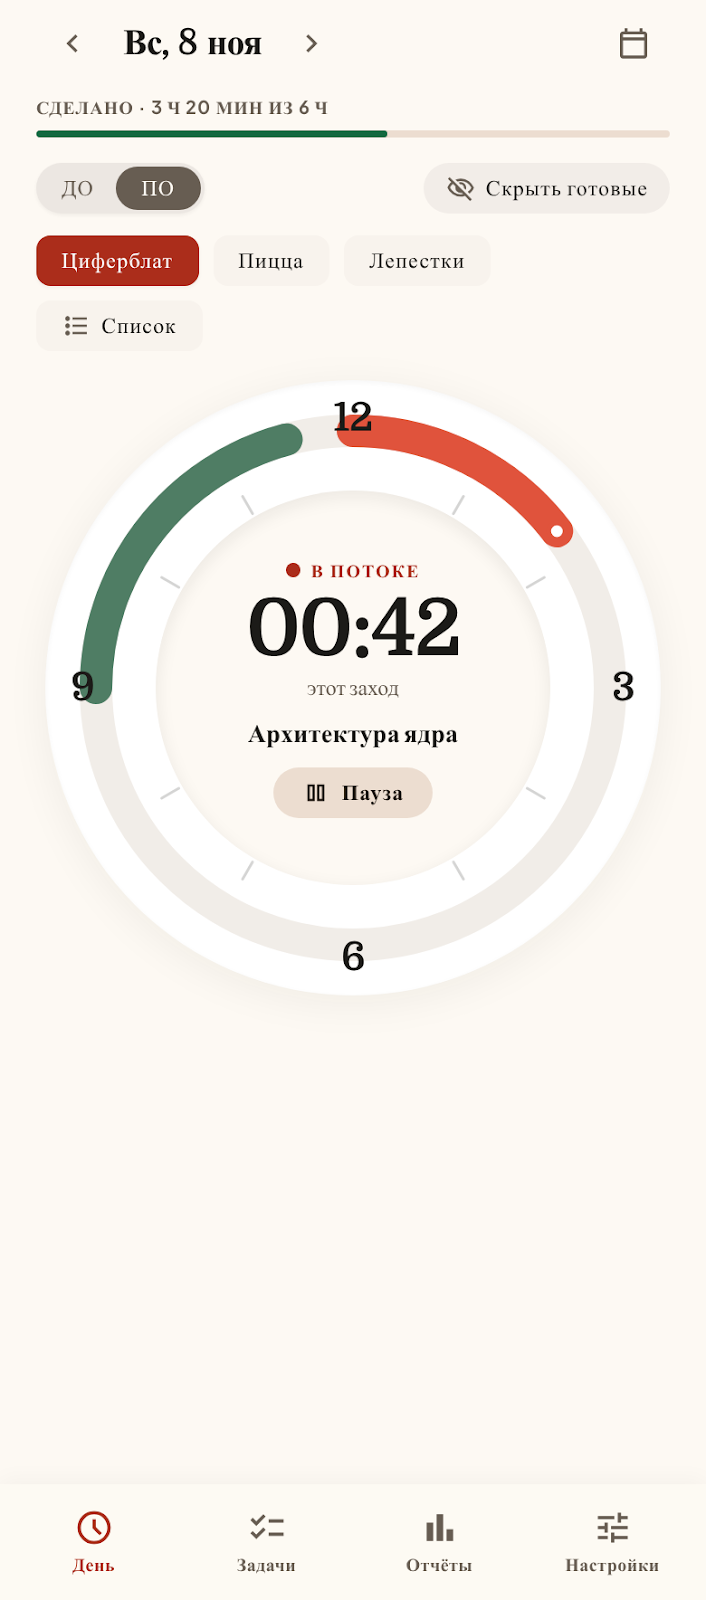 Вс, 8 ноя
СДЕЛАНО · 3 Ч 20 МИН ИЗ 6 Ч
ДО ПО Скрыть готовые
Циферблат Пицца Лепестки
Список
12
9
3
6
В ПОТОКЕ
00:42
этот заход
Архитектура ядра
Пауза
День Задачи Отчёты Настройки